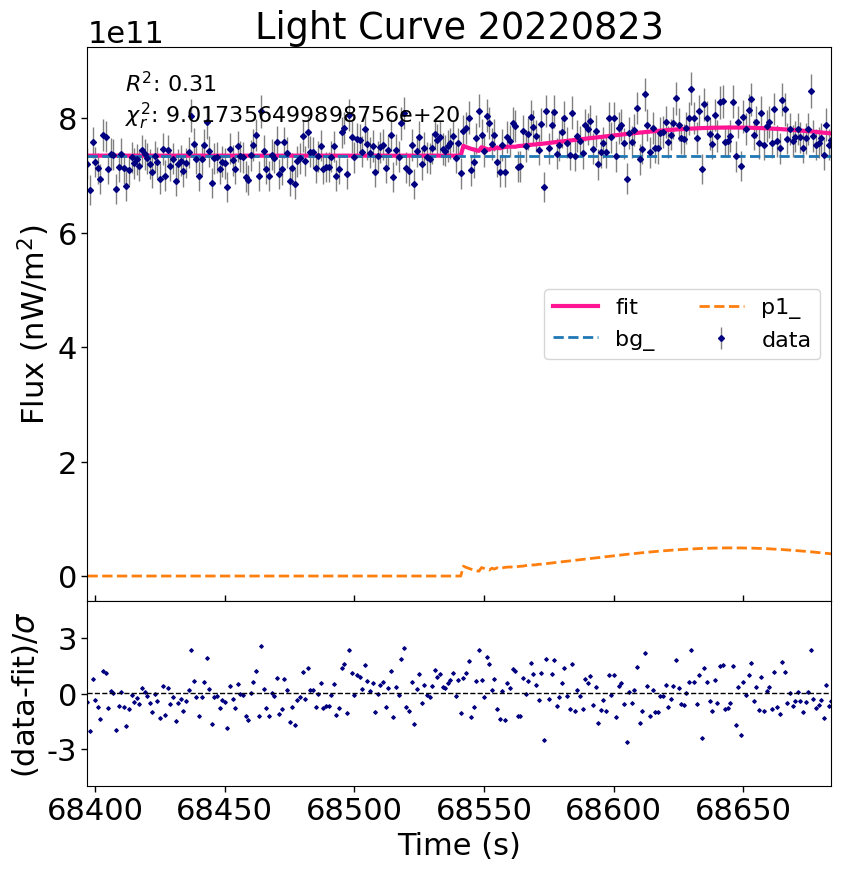 Light Curve 20220823
1e11
R²: 0.31
χ²ᵣ: 9.017356499898756e+20
8
6
4
2
0
Flux (nW/m²)
fit
bg_
p1_
data
3
0
-3
(data-fit)/σ
68400 68450 68500 68550 68600 68650
Time (s)